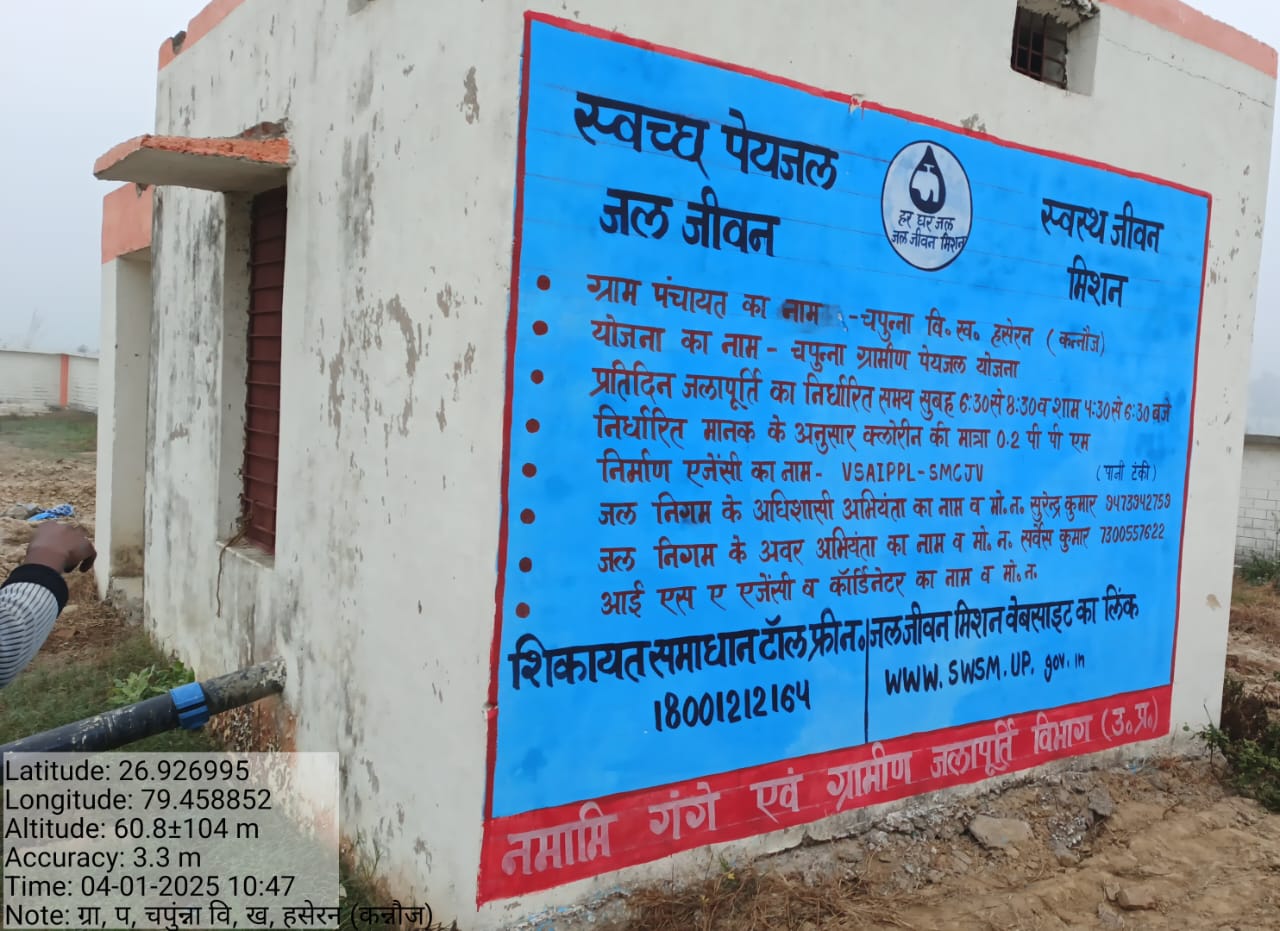 स्वच्छ पेयजल
जल जीवन
हर घर जल
जल जीवन मिशन
स्वस्थ जीवन
मिशन
• ग्राम पंचायत का नाम -चपुन्ना वि. ख. हसेरन (कन्नौज)
• योजना का नाम - चपुन्ना ग्रामीण पेयजल योजना
• प्रतिदिन जलापूर्ति का निर्धारित समय सुबह 6:30 से 8:30 व शाम 4:30 से 6:30 बजे
• निर्धारित मानक के अनुसार क्लोरीन की मात्रा 0.2 पी पी एम
• निर्माण एजेंसी का नाम - VSAIPPL-SMCJV (पानी टंकी)
• जल निगम के अधिशासी अभियंता का नाम व मो.न. सुरेन्द्र कुमार 9473942759
• जल निगम के अवर अभियंता का नाम व मो. न. सर्वेस कुमार 7300557622
• आई एस ए एजेंसी व कॉर्डिनेटर का नाम व मो.न.
शिकायत समाधान टॉल फ्री न.
18001212164
जल जीवन मिशन वेबसाइट का लिंक
WWW.SWSM.UP.gov.in
नमामि गंगे एवं ग्रामीण जलापूर्ति विभाग (उ.प्र.)
Latitude: 26.926995
Longitude: 79.458852
Altitude: 60.8±104 m
Accuracy: 3.3 m
Time: 04-01-2025 10:47
Note: ग्रा, प, चपुंन्ना वि, ख, हसेरन (कन्नौज)